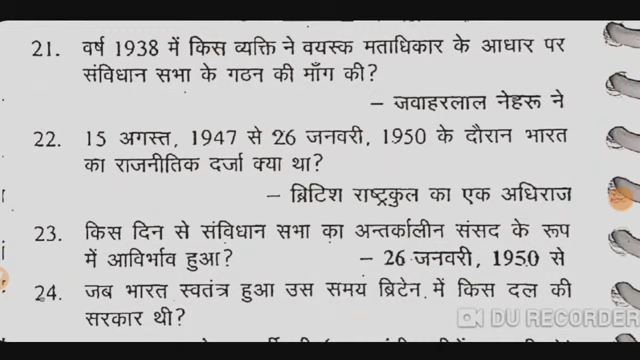 21. वर्ष 1938 में किस व्यक्ति ने वयस्क मताधिकार के आधार पर
संविधान सभा के गठन की माँग की?
– जवाहरलाल नेहरू ने
22. 15 अगस्त, 1947 से 26 जनवरी, 1950 के दौरान भारत
का राजनीतिक दर्जा क्या था?
– ब्रिटिश राष्ट्रकुल का एक अधिराज
23. किस दिन से संविधान सभा का अन्तर्कालीन संसद के रूप
में आविर्भाव हुआ? – 26 जनवरी, 1950 से
24. जब भारत स्वतंत्र हुआ उस समय ब्रिटेन में किस दल की
सरकार थी?
DU RECORDER